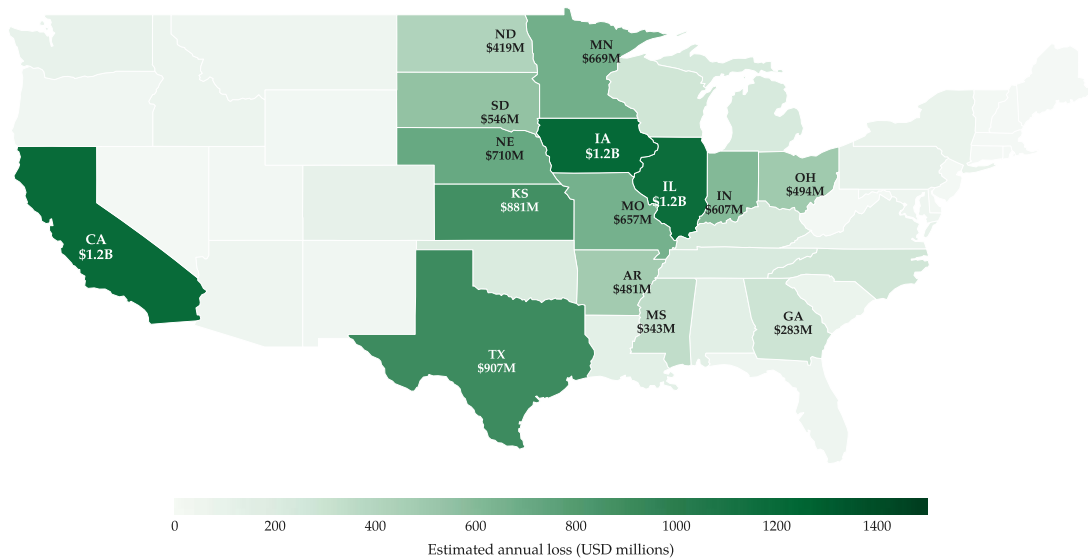 ND
$419M
MN
$669M
SD
$546M
NE
$710M
IA
$1.2B
KS
$881M
MO
$657M
IL
$1.2B
IN
$607M
OH
$494M
CA
$1.2B
AR
$481M
MS
$343M
GA
$283M
TX
$907M
0 200 400 600 800 1000 1200 1400
Estimated annual loss (USD millions)